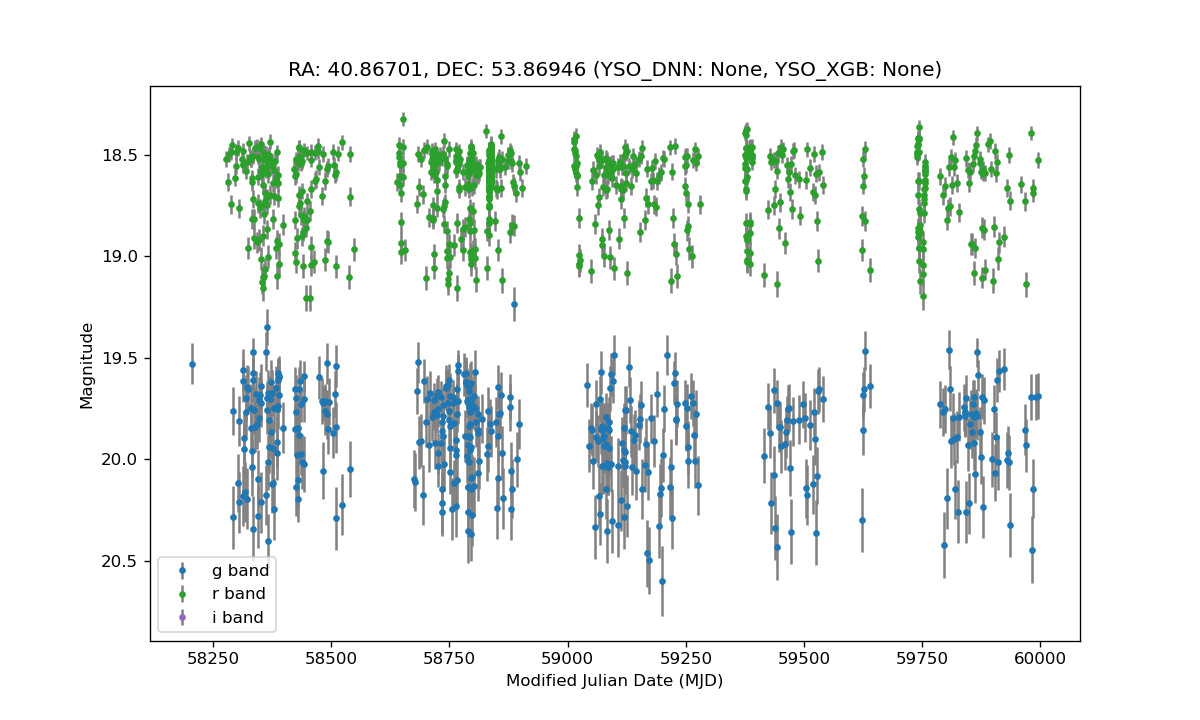 RA: 40.86701, DEC: 53.86946 (YSO_DNN: None, YSO_XGB: None)
Magnitude
18.5
19.0
19.5
20.0
20.5
g band
r band
i band
58250 58500 58750 59000 59250 59500 59750 60000
Modified Julian Date (MJD)